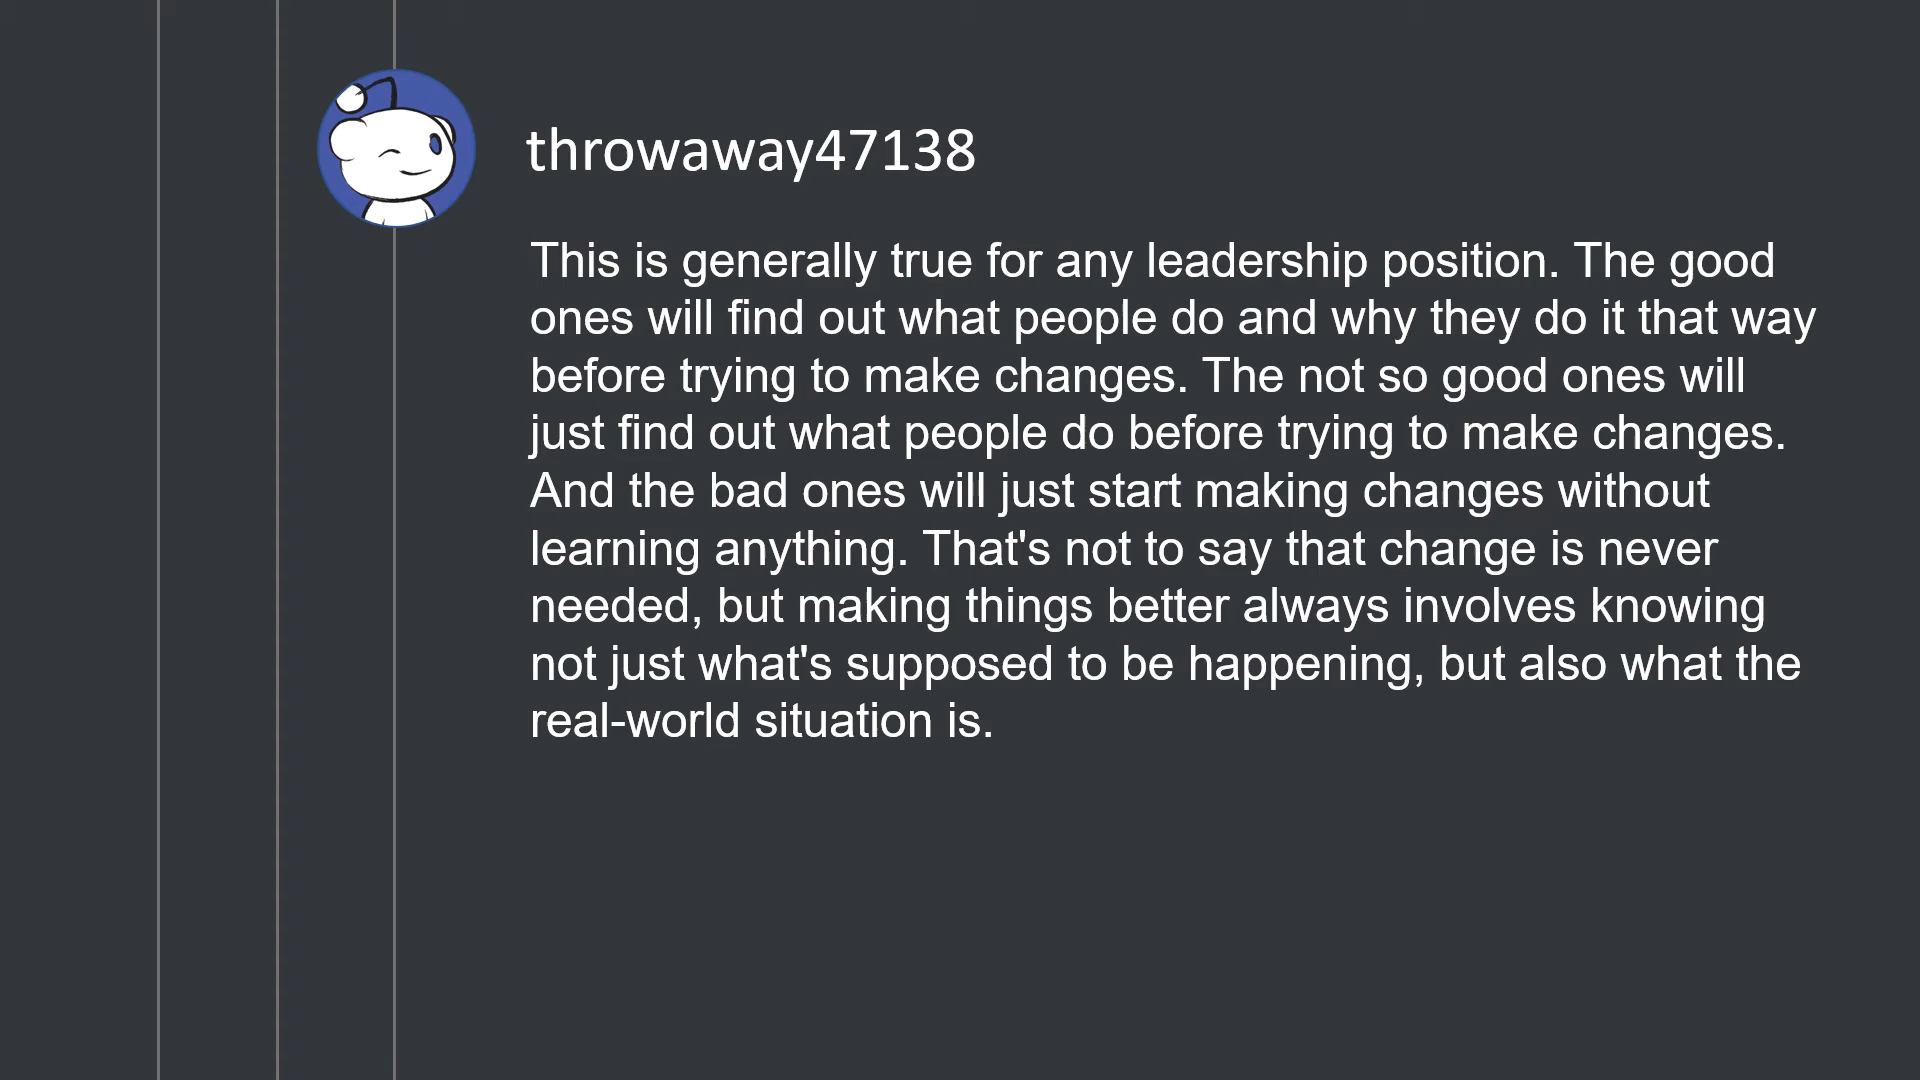 throwaway47138
This is generally true for any leadership position. The good
ones will find out what people do and why they do it that way
before trying to make changes. The not so good ones will
just find out what people do before trying to make changes.
And the bad ones will just start making changes without
learning anything. That's not to say that change is never
needed, but making things better always involves knowing
not just what's supposed to be happening, but also what the
real-world situation is.